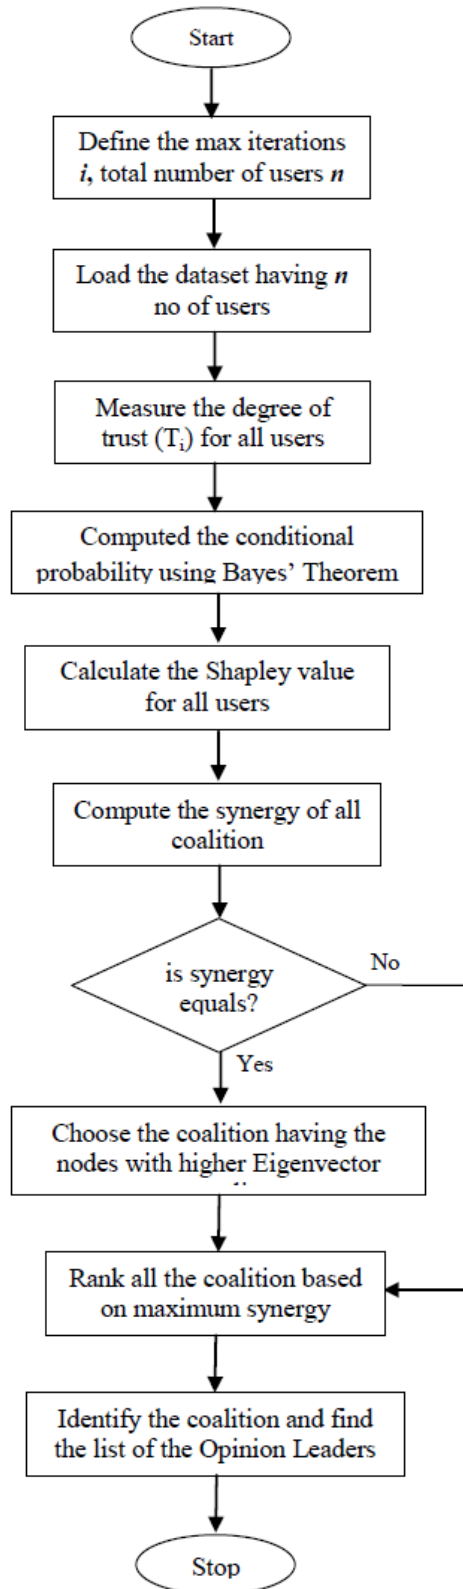 Start
Define the max iterations
i, total number of users n
Load the dataset having n
no of users
Measure the degree of
trust (Ti) for all users
Computed the conditional
probability using Bayes’ Theorem
Calculate the Shapley value
for all users
Compute the synergy of all
coalition
is synergy
equals?
No
Yes
Choose the coalition having the
nodes with higher Eigenvector
Rank all the coalition based
on maximum synergy
Identify the coalition and find
the list of the Opinion Leaders
Stop